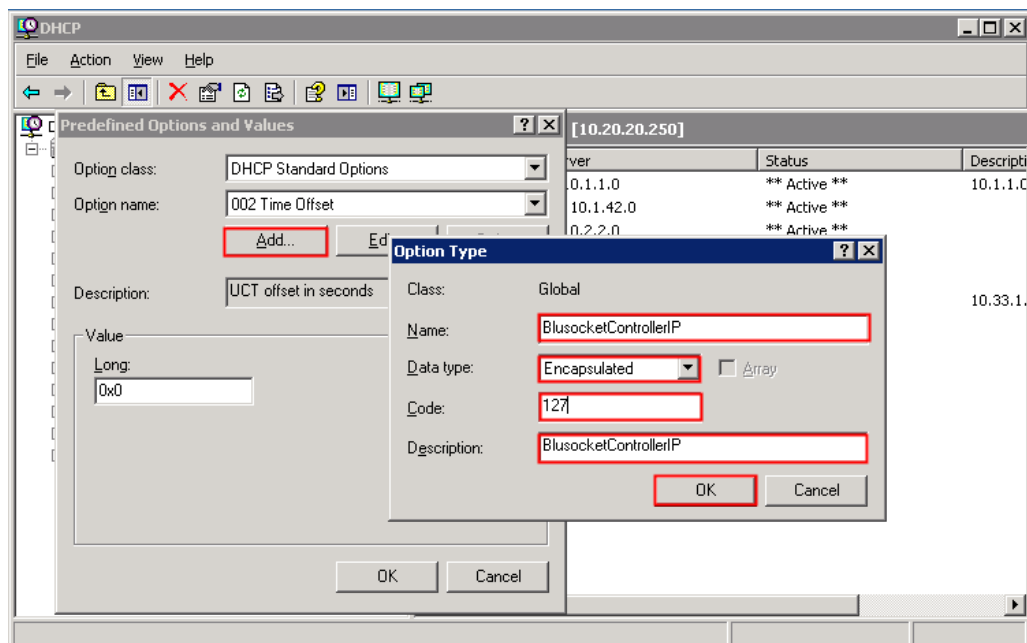 DHCP
File Action View Help
Predefined Options and Values
[10.20.20.250]
Option class: DHCP Standard Options
Option name: 002 Time Offset
Add...
Status Descripti
** Active ** 10.1.1.0
10.1.42.0 ** Active **
** Active **
10.33.1.
Description: UCT offset in seconds
Value
Long:
0x0
OK Cancel
Option Type
Class: Global
Name: BlusocketControllerIP
Data type: Encapsulated Array
Code: 127
Description: BlusocketControllerIP
OK Cancel